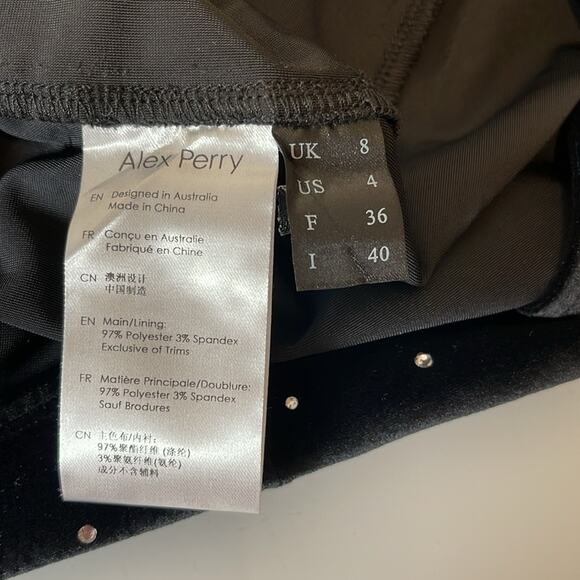 Alex Perry
EN Designed in Australia
Made in China
FR Conçu en Australie
Fabriqué en Chine
CN 澳洲设计
中国制造
EN Main/Lining:
97% Polyester 3% Spandex
Exclusive of Trims
FR Matière Principale/Doublure:
97% Polyester 3% Spandex
Sauf Brodures
CN 主色布/内衬:
97%聚酯纤维 (涤纶)
3%聚氨纤维(氨纶)
成分不含辅料
UK 8
US 4
F 36
I 40